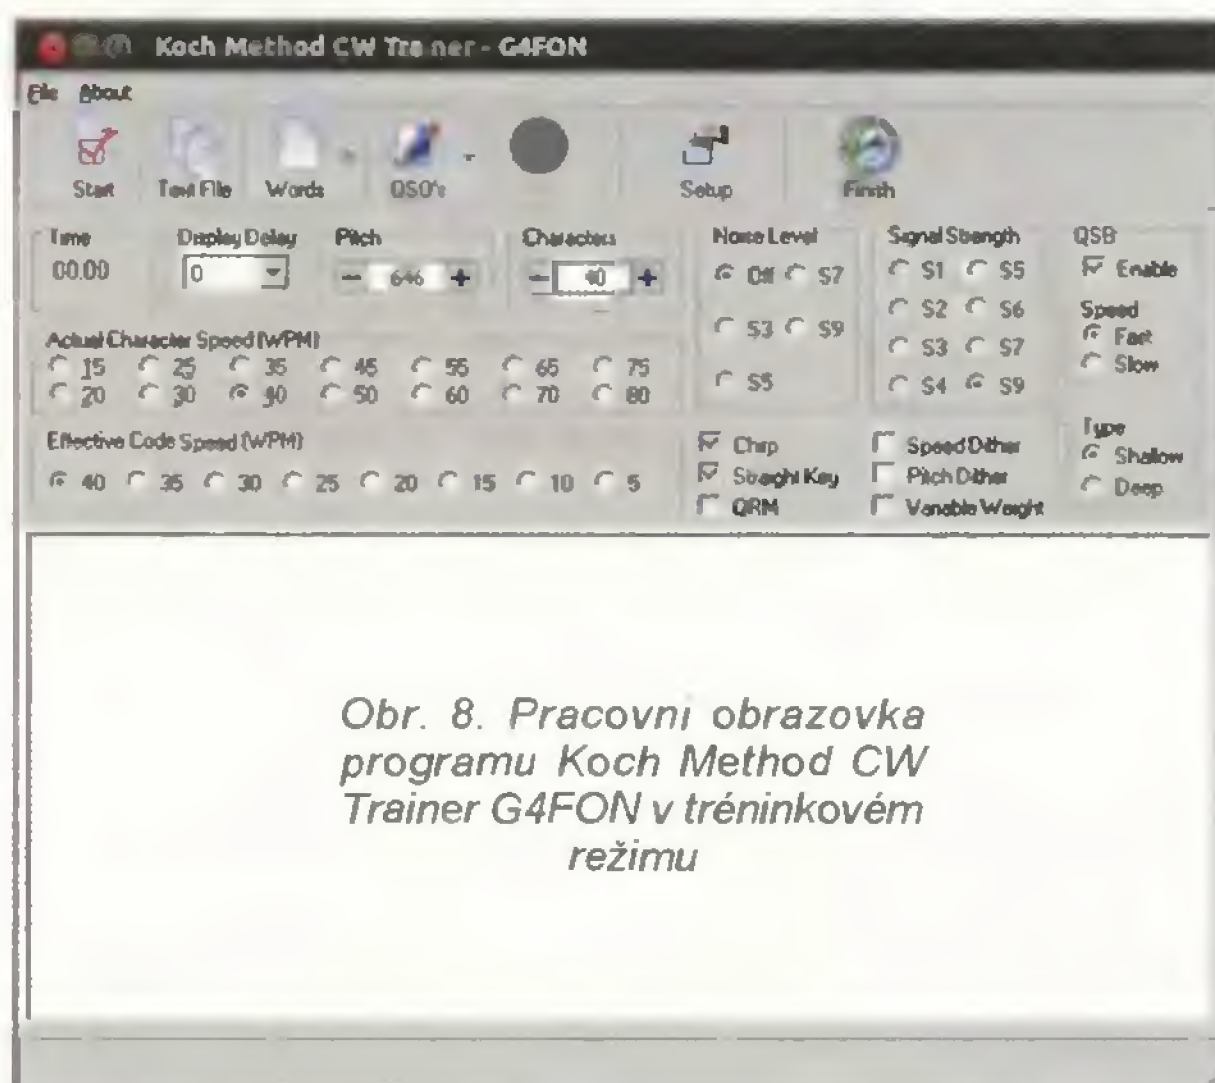 Koch Method CW Trainer - G4FON
File About
Start Text File Words QSO's Setup Finish
Time Display Delay Pitch Characters Noise Level Signal Strength QSB
00.00 0 646 40 Off S7 S1 S5 Enable
S3 S9 S2 S6 Speed
Actual Character Speed (WPM) S3 S7 Fast
15 25 35 45 55 65 75 S5 S4 S9 Slow
20 30 40 50 60 70 80
Effective Code Speed (WPM) Chirp Speed Dither Type
40 35 30 25 20 15 10 5 Straight Key Pitch Dither Shallow
QRM Variable Weight Deep
Obr. 8. Pracovní obrazovka
programu Koch Method CW
Trainer G4FON v tréninkovém
režimu